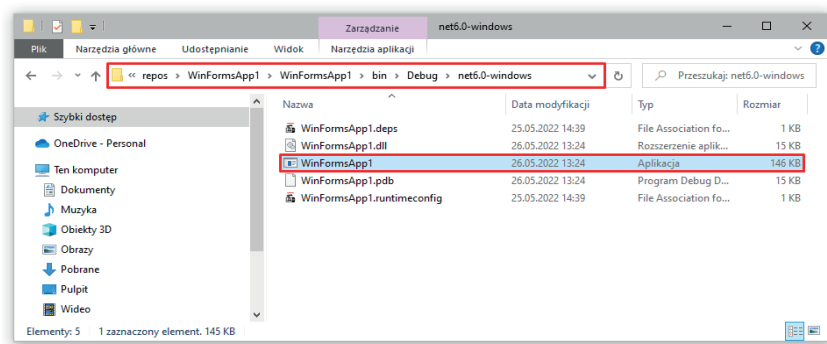 Zarządzanie net6.0-windows
Plik Narzędzia główne Udostępnianie Widok Narzędzia aplikacji
« repos › WinFormsApp1 › WinFormsApp1 › bin › Debug › net6.0-windows Przeszukaj: net6.0-windows
Nazwa Data modyfikacji Typ Rozmiar
Szybki dostęp
OneDrive - Personal
Ten komputer
Dokumenty
Muzyka
Obiekty 3D
Obrazy
Pobrane
Pulpit
Wideo
WinFormsApp1.deps 25.05.2022 14:39 File Association fo... 1 KB
WinFormsApp1.dll 26.05.2022 13:24 Rozszerzenie aplik... 15 KB
WinFormsApp1 26.05.2022 13:24 Aplikacja 146 KB
WinFormsApp1.pdb 26.05.2022 13:24 Program Debug D... 15 KB
WinFormsApp1.runtimeconfig 25.05.2022 14:39 File Association fo... 1 KB
Elementy: 5 1 zaznaczony element. 145 KB